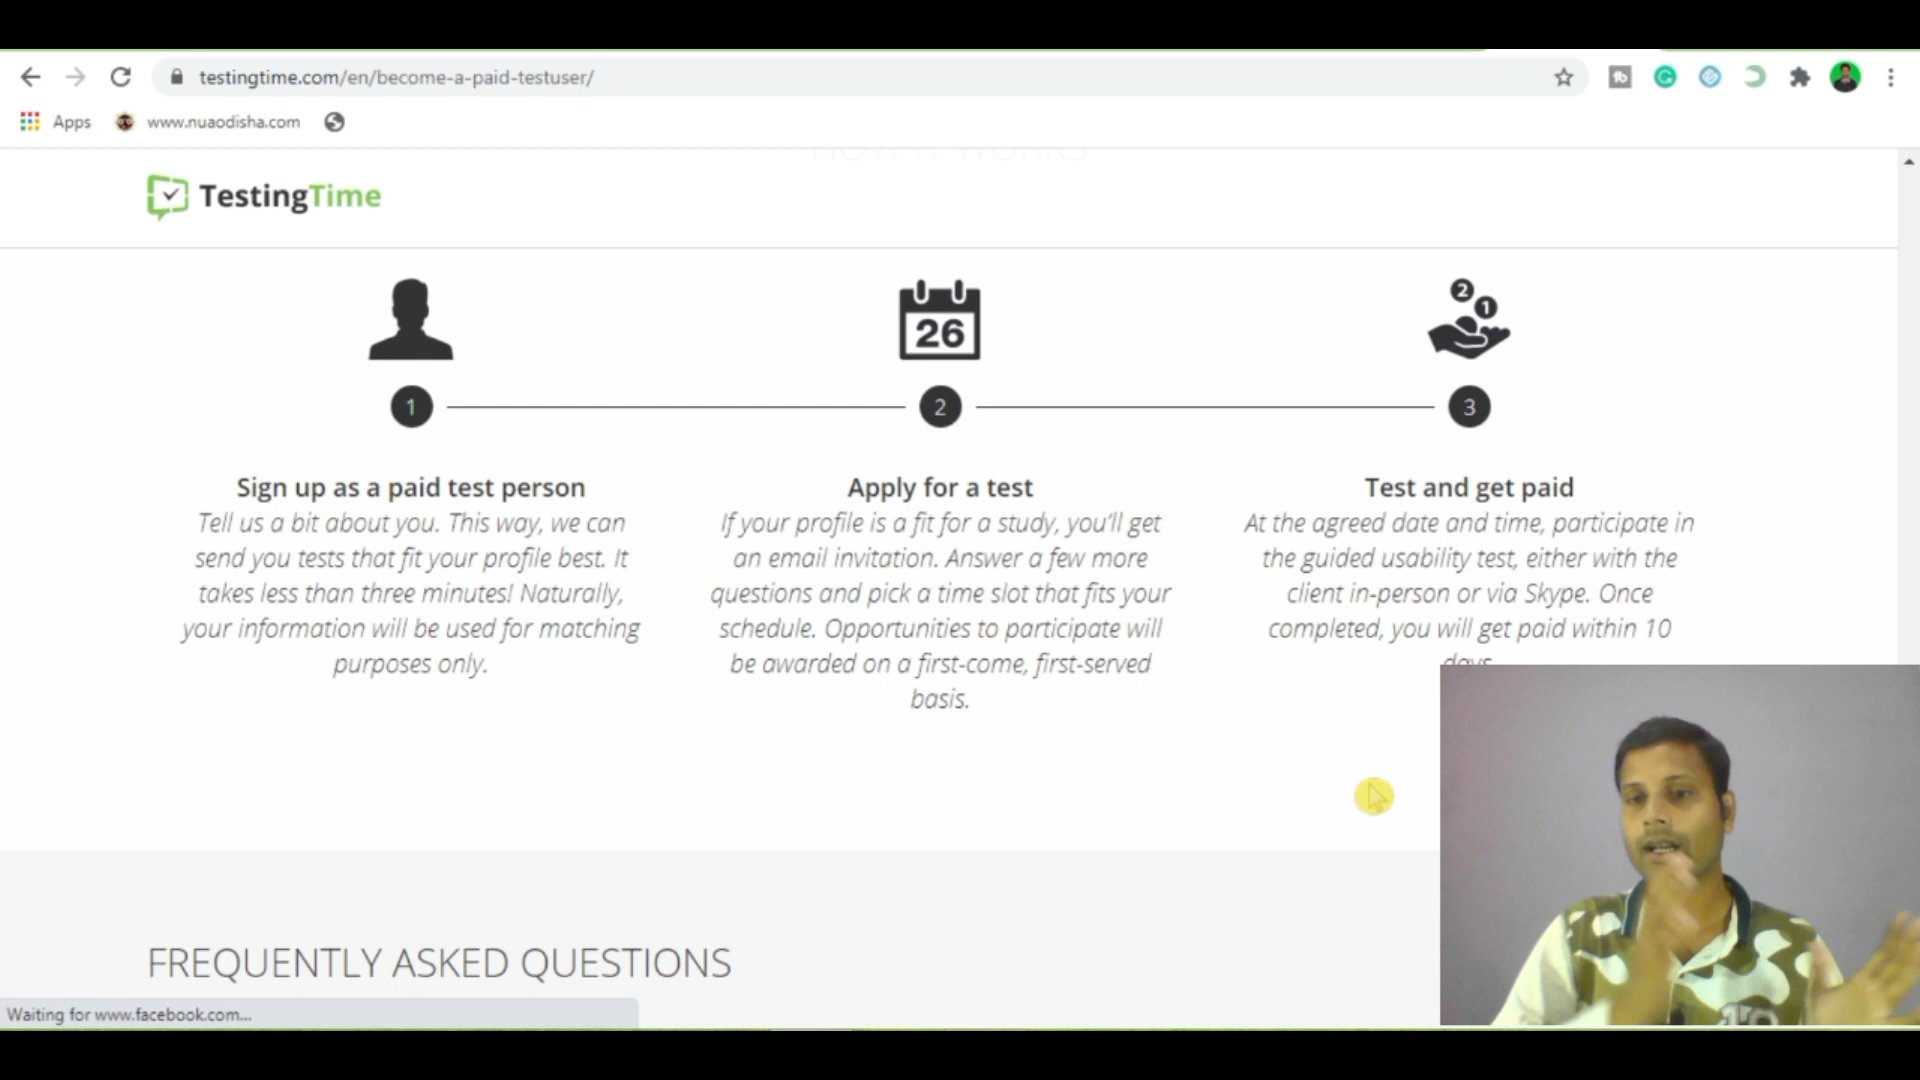 testingtime.com/en/become-a-paid-testuser/
Apps www.nuaodisha.com
HOW IT WORKS
TestingTime
26
2
1
1
2
3
Sign up as a paid test person
Tell us a bit about you. This way, we can
send you tests that fit your profile best. It
takes less than three minutes! Naturally,
your information will be used for matching
purposes only.
Apply for a test
If your profile is a fit for a study, you'll get
an email invitation. Answer a few more
questions and pick a time slot that fits your
schedule. Opportunities to participate will
be awarded on a first-come, first-served
basis.
Test and get paid
At the agreed date and time, participate in
the guided usability test, either with the
client in-person or via Skype. Once
completed, you will get paid within 10
days.
FREQUENTLY ASKED QUESTIONS
Waiting for www.facebook.com...